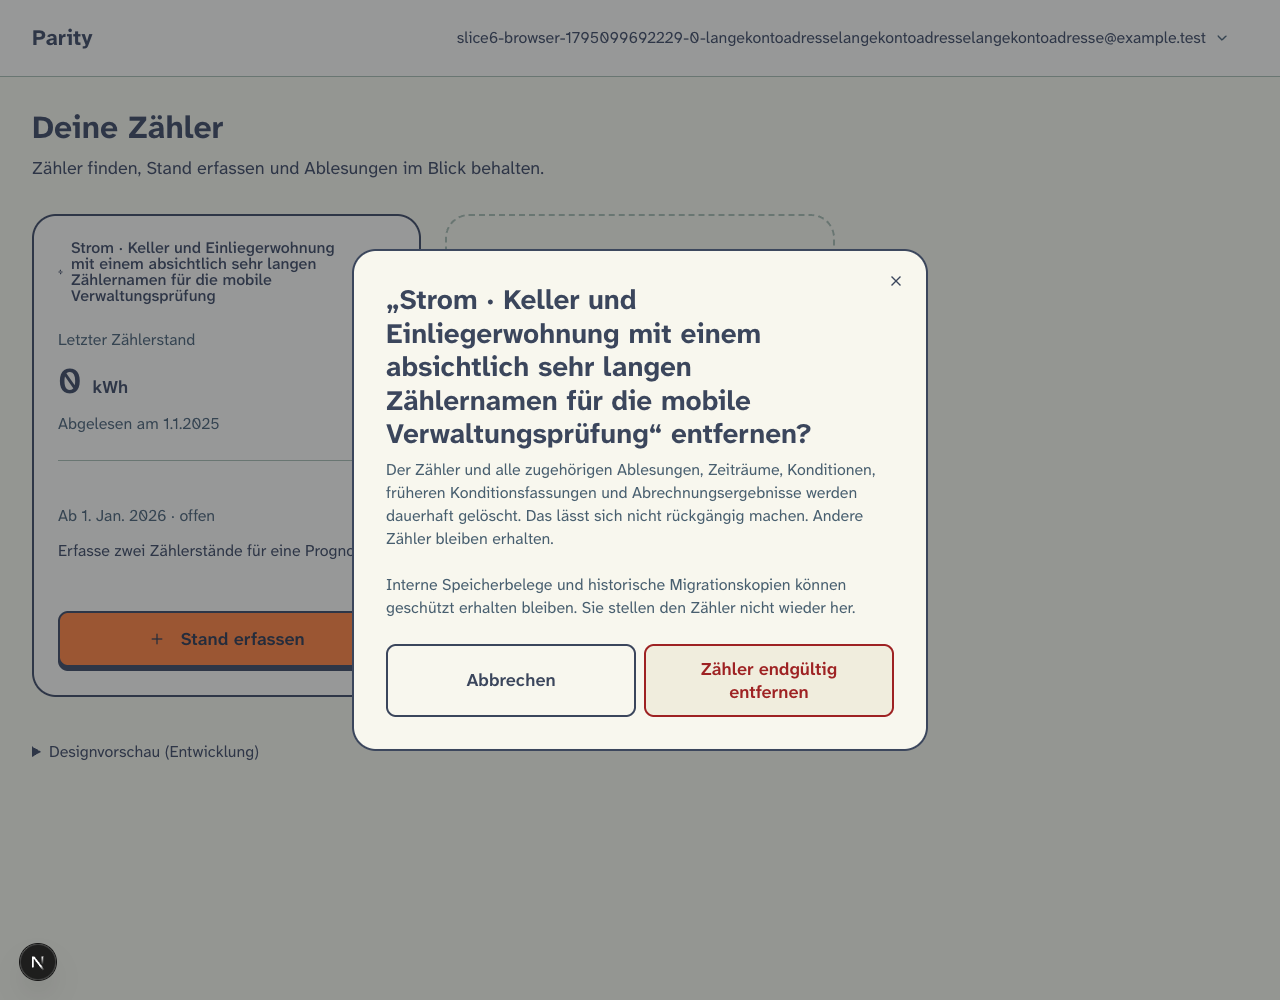 Parity
slice6-browser-1795099692229-0-langekontoadresselangekontoadresselangekontoadresse@example.test
Deine Zähler
Zähler finden, Stand erfassen und Ablesungen im Blick behalten.
Strom · Keller und Einliegerwohnung
mit einem absichtlich sehr langen
Zählernamen für die mobile
Verwaltungsprüfung
Letzter Zählerstand
0 kWh
Abgelesen am 1.1.2025
Ab 1. Jan. 2026 · offen
Erfasse zwei Zählerstände für eine
+ Stand erfassen
Designvorschau (Entwicklung)
„Strom · Keller und
Einliegerwohnung mit einem
absichtlich sehr langen
Zählernamen für die mobile
Verwaltungsprüfung“ entfernen?
Der Zähler und alle zugehörigen Ablesungen, Zeiträume, Konditionen,
früheren Konditionsfassungen und Abrechnungsergebnisse werden
dauerhaft gelöscht. Das lässt sich nicht rückgängig machen. Andere
Zähler bleiben erhalten.
Interne Speicherbelege und historische Migrationskopien können
geschützt erhalten bleiben. Sie stellen den Zähler nicht wieder her.
Abbrechen
Zähler endgültig
entfernen
N